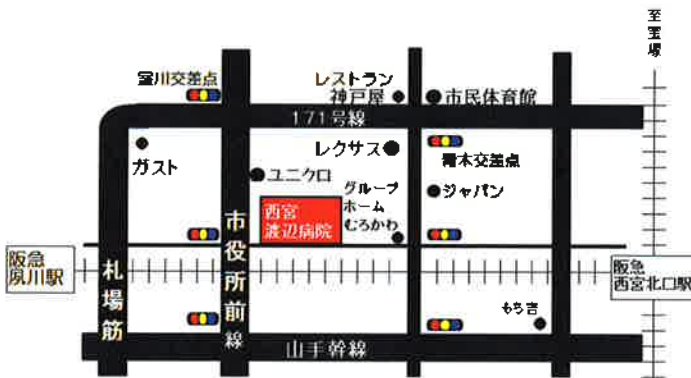 至宝塚
室川交差点
レストラン
神戸屋
市民体育館
171号線
ガスト
レクサス
青木交差点
ユニクロ
グループ
ホーム
むろかわ
ジャパン
西宮
渡辺病院
市役所前線
阪急
夙川駅
札場筋
阪急
西宮北口駅
もち吉
山手幹線